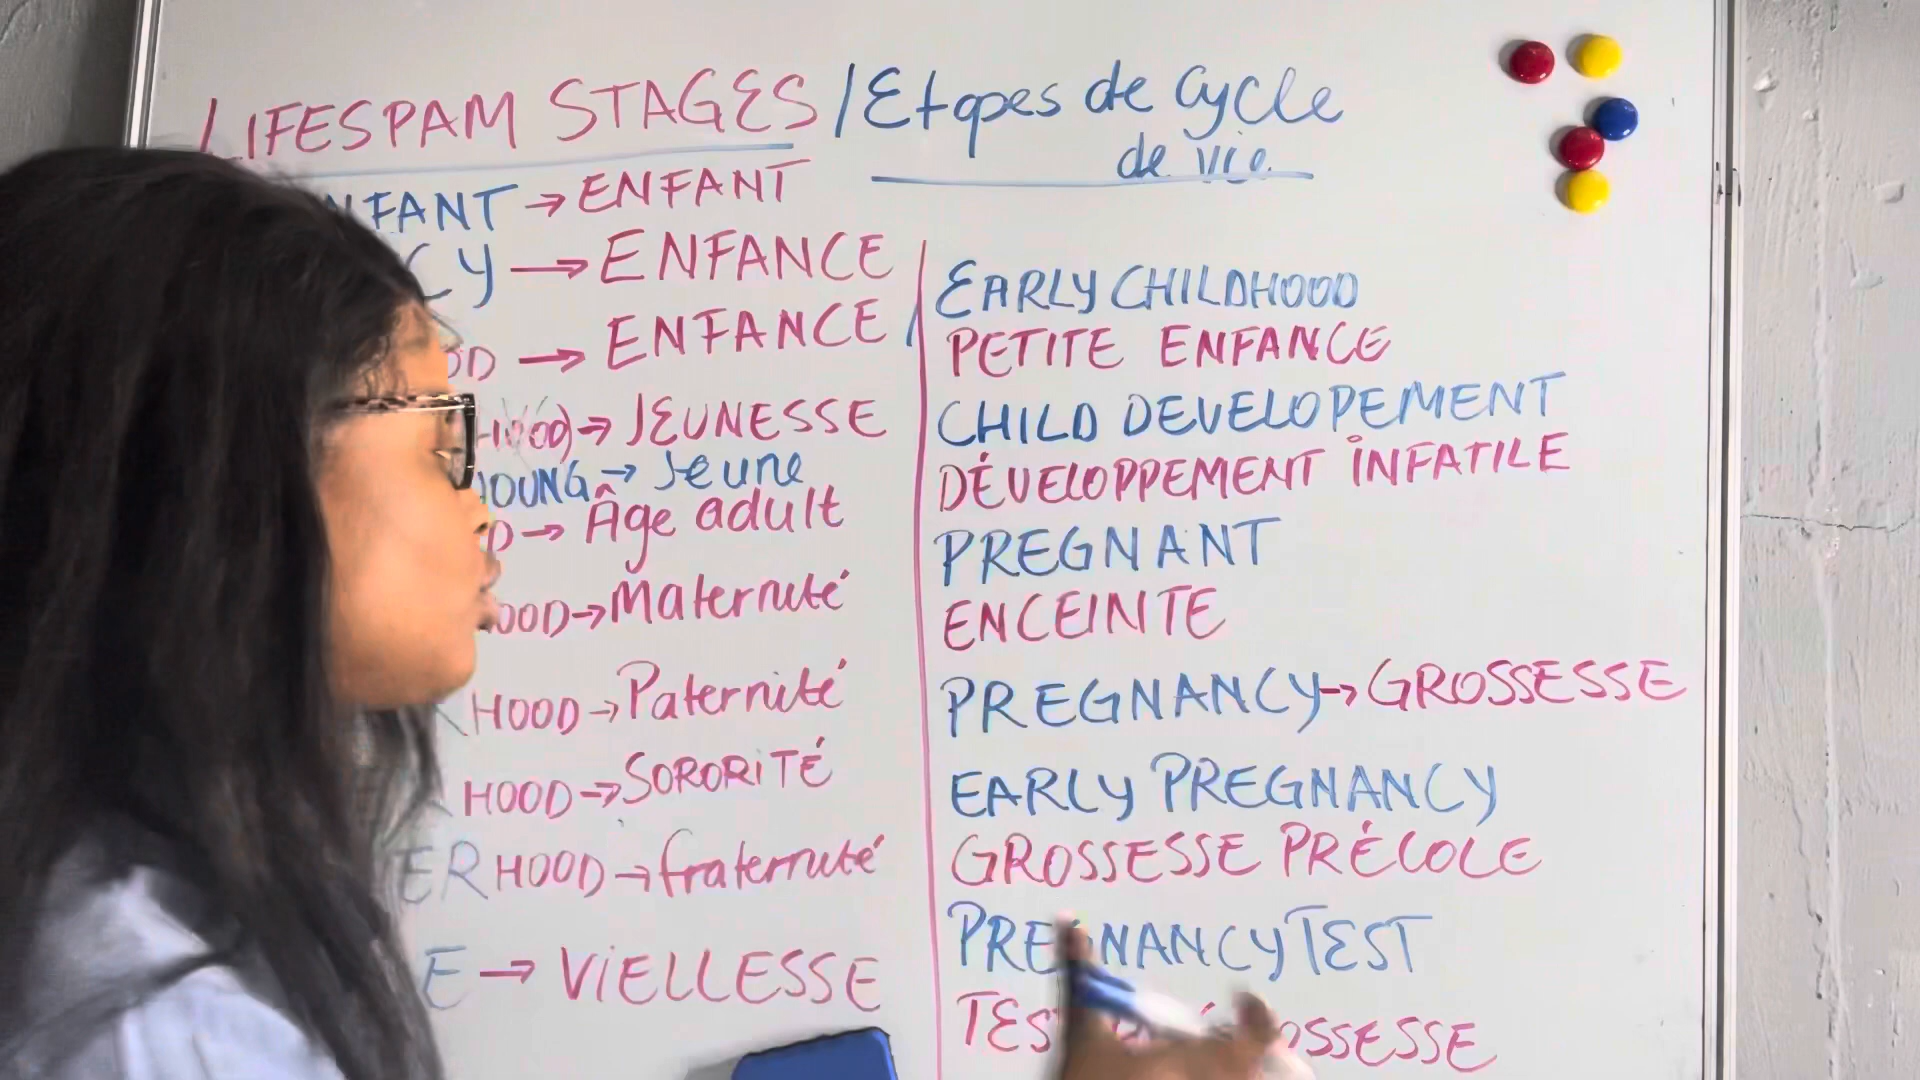 LIFESPAM STAGES / Etapes de Cycle
de vie
NFANT → ENFANT
CY → ENFANCE
OD → ENFANCE
HOOD) → JEUNESSE
YOUNG → Jeune
D → Âge adult
OOD → Maternité
HOOD → Paternité
HOOD → SORORITÉ
ERHOOD → fraternité
E → VIELLESSE
EARLY CHILDHOOD
PETITE ENFANCE
CHILD DEVELOPEMENT
DÉVELOPPEMENT INFATILE
PREGNANT
ENCEINTE
PREGNANCY → GROSSESSE
EARLY PREGNANCY
GROSSESSE PRÉCOCE
PREGNANCY TEST
TEST OSSESSE